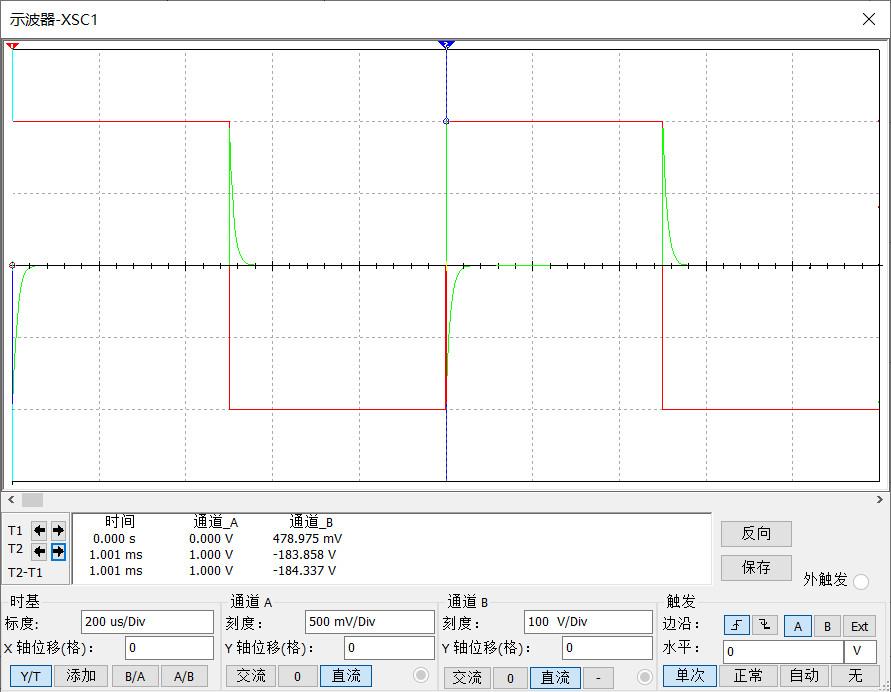 示波器-XSC1
1
2
时间 通道_A 通道_B
T1 0.000 s 0.000 V 478.975 mV
T2 1.001 ms 1.000 V -183.858 V
T2-T1 1.001 ms 1.000 V -184.337 V
反向
保存
外触发
时基 通道 A 通道 B 触发
标度: 200 us/Div 刻度: 500 mV/Div 刻度: 100 V/Div 边沿: A B Ext
X 轴位移(格): 0 Y 轴位移(格): 0 Y 轴位移(格): 0 水平: 0 V
Y/T 添加 B/A A/B 交流 0 直流 交流 0 直流 - 单次 正常 自动 无